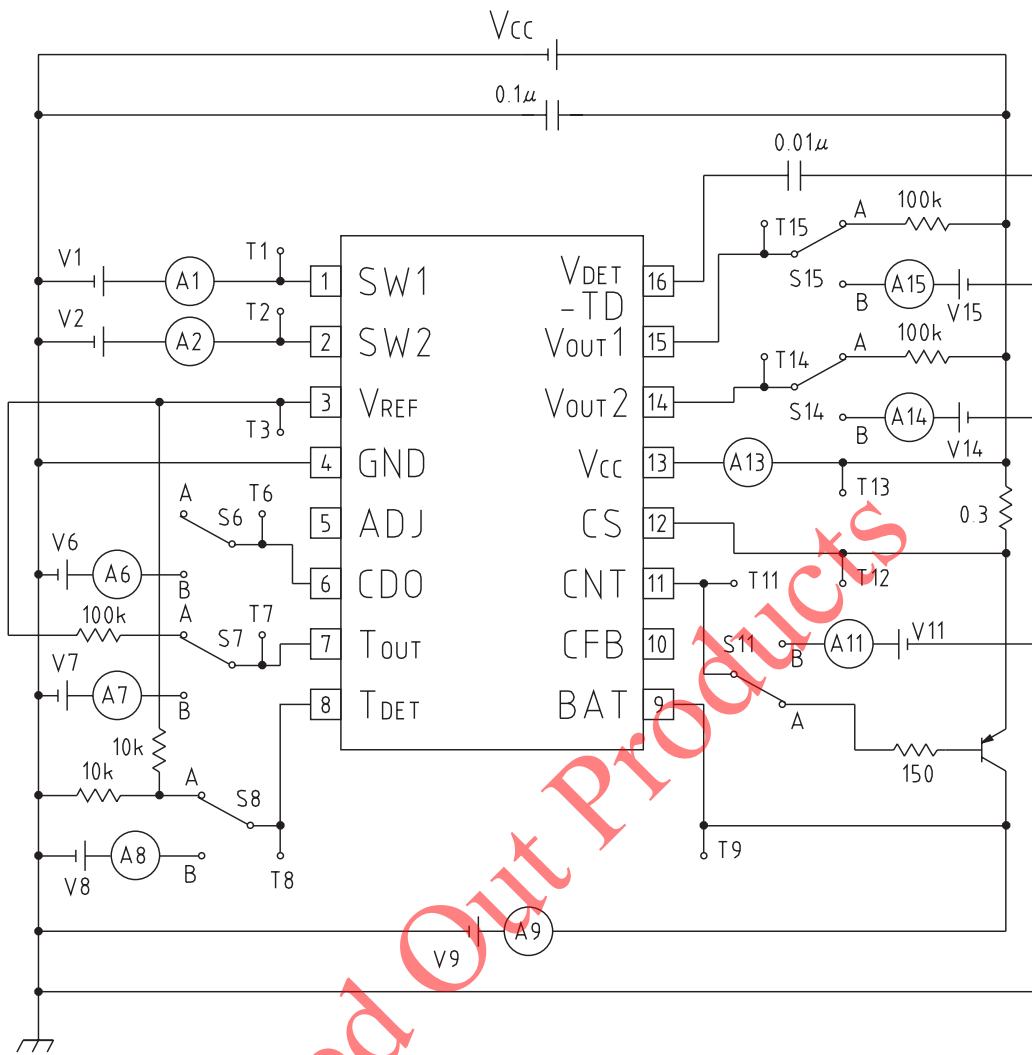 Vcc
0.1μ
0.01μ
100k
A
T15
S15
B
A15
V15
V1
A1
T1
1
SW1
V2
A2
T2
2
SW2
T3
3
VREF
4
GND
5
ADJ
6
CDO
7
TOUT
8
TDET
VDET
-TD
16
VOUT1
15
VOUT2
14
Vcc
13
CS
12
CNT
11
CFB
10
BAT
9
T14
A
100k
S14
B
A14
V14
A13
T13
0.3
T12
T11
S11
B
A11
V11
A
150
T9
A
S6
T6
V6
A6
B
100k
A
S7
T7
V7
A7
B
10k
10k
A
S8
V8
A8
B
T8
V9
A9
ed Out Products